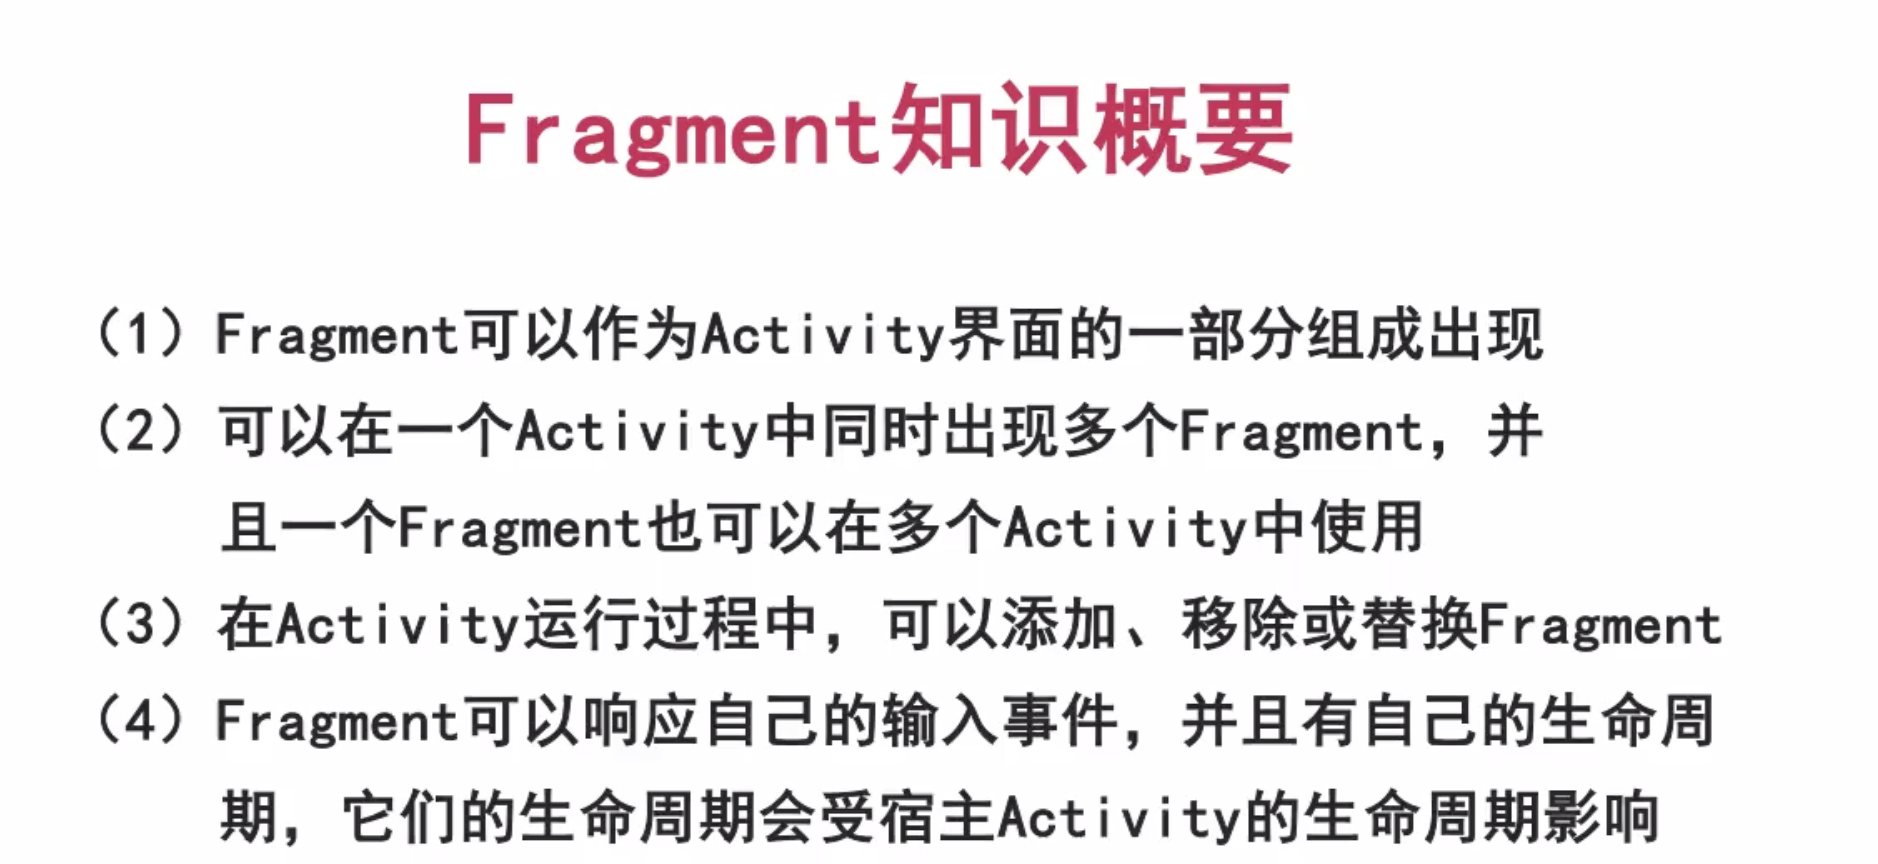 Fragment知识概要
（1）Fragment可以作为Activity界面的一部分组成出现
（2）可以在一个Activity中同时出现多个Fragment，并
且一个Fragment也可以在多个Activity中使用
（3）在Activity运行过程中，可以添加、移除或替换Fragment
（4）Fragment可以响应自己的输入事件，并且有自己的生命周
期，它们的生命周期会受宿主Activity的生命周期影响